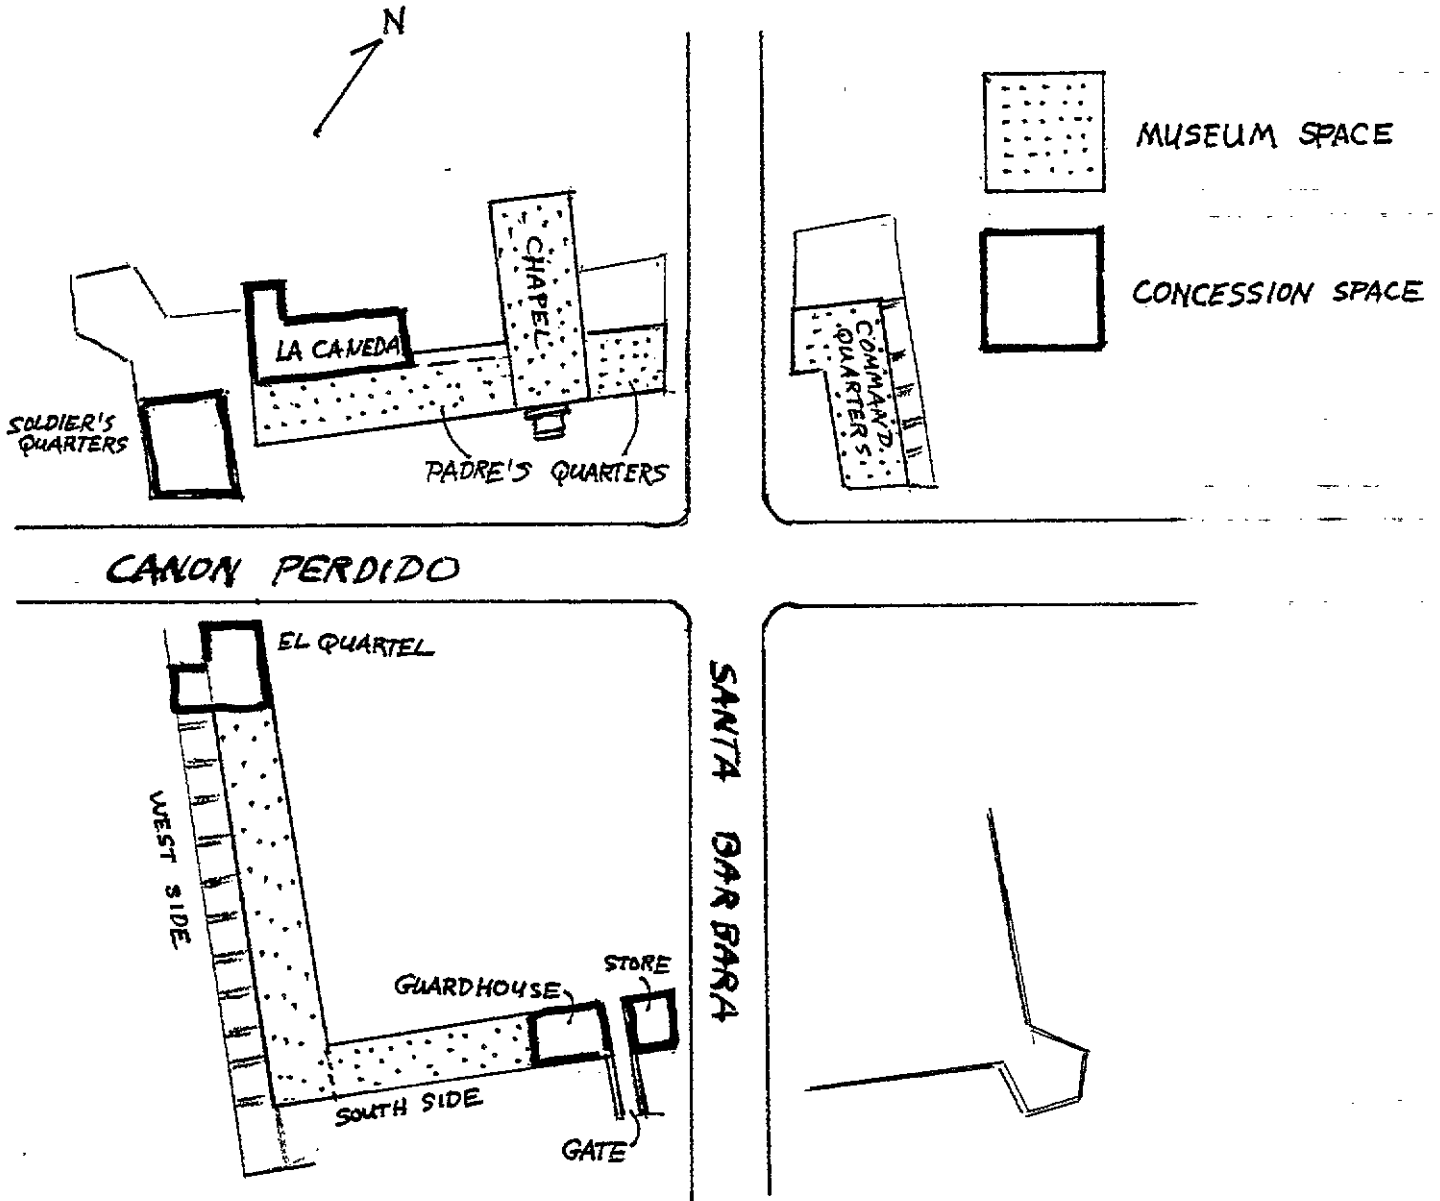 N
MUSEUM SPACE
CONCESSION SPACE
CHAPEL
LA CANEDA
COMMAND.
QUARTERS
SOLDIER'S
QUARTERS
PADRE'S QUARTERS
CANON PERDIDO
EL QUARTEL
SANTA BARBARA
WEST SIDE
GUARDHOUSE
STORE
SOUTH SIDE
GATE